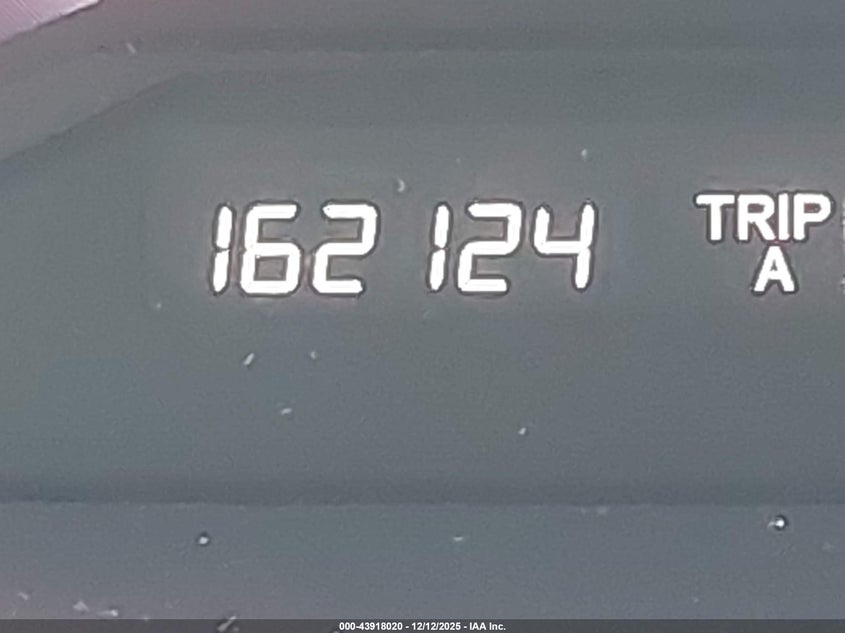 162124 TRIP
A
000-43918020 - 12/12/2025 - IAA Inc.